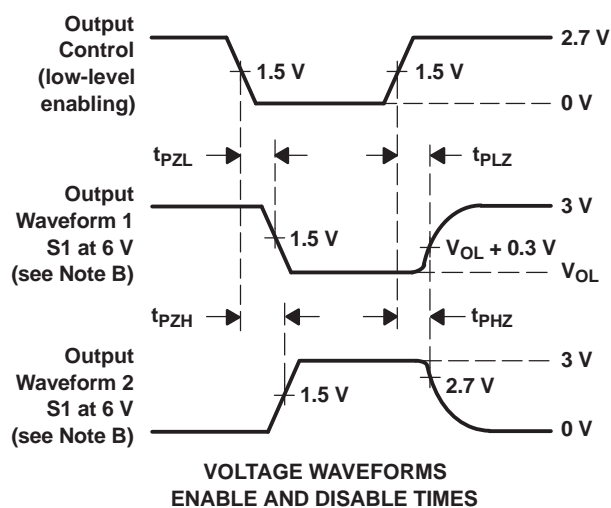 Output
Control
(low-level
enabling)
1.5 V
1.5 V
2.7 V
0 V
tPZL
tPLZ
Output
Waveform 1
S1 at 6 V
(see Note B)
1.5 V
3 V
VOL + 0.3 V
VOL
tPZH
tPHZ
Output
Waveform 2
S1 at 6 V
(see Note B)
1.5 V
3 V
2.7 V
0 V
VOLTAGE WAVEFORMS
ENABLE AND DISABLE TIMES